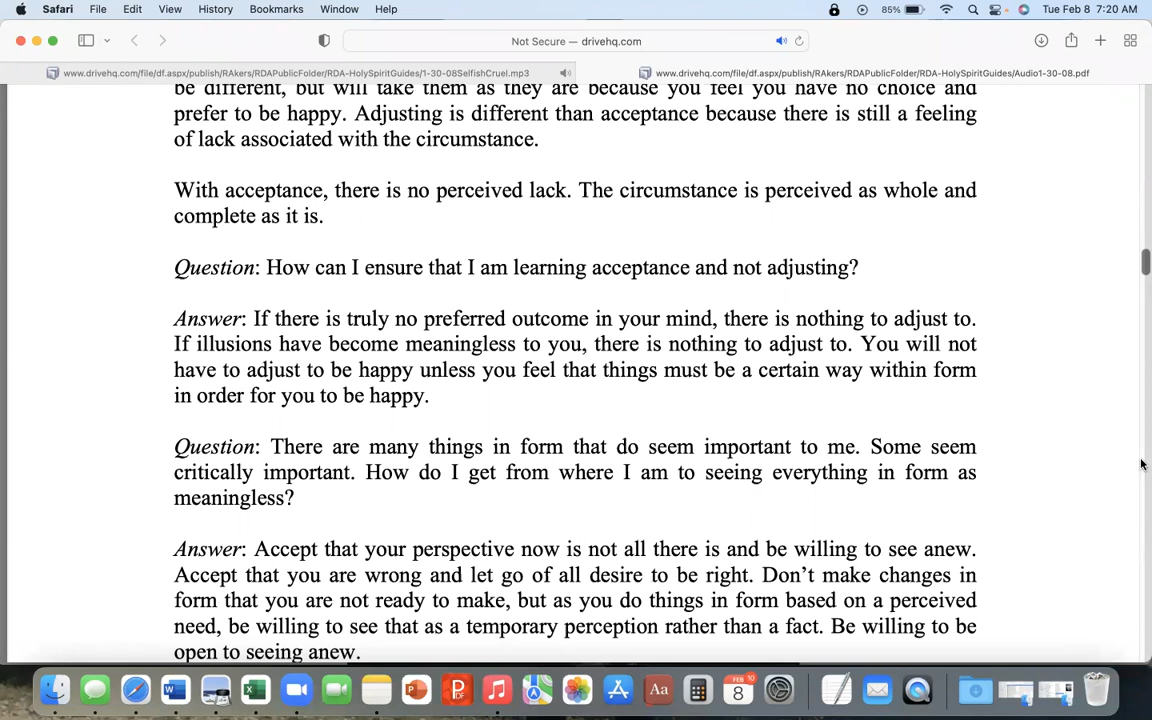 Safari File Edit View History Bookmarks Window Help 85% Tue Feb 8 7:20 AM
Not Secure — drivehq.com
www.drivehq.com/file/df.aspx/publish/RAkers/RDAPublicFolder/RDA-HolySpiritGuides/1-30-08SelfishCruel.mp3
www.drivehq.com/file/df.aspx/publish/RAkers/RDAPublicFolder/RDA-HolySpiritGuides/Audio1-30-08.pdf
be different, but will take them as they are because you feel you have no choice and
prefer to be happy. Adjusting is different than acceptance because there is still a feeling
of lack associated with the circumstance.
With acceptance, there is no perceived lack. The circumstance is perceived as whole and
complete as it is.
Question: How can I ensure that I am learning acceptance and not adjusting?
Answer: If there is truly no preferred outcome in your mind, there is nothing to adjust to.
If illusions have become meaningless to you, there is nothing to adjust to. You will not
have to adjust to be happy unless you feel that things must be a certain way within form
in order for you to be happy.
Question: There are many things in form that do seem important to me. Some seem
critically important. How do I get from where I am to seeing everything in form as
meaningless?
Answer: Accept that your perspective now is not all there is and be willing to see anew.
Accept that you are wrong and let go of all desire to be right. Don’t make changes in
form that you are not ready to make, but as you do things in form based on a perceived
need, be willing to see that as a temporary perception rather than a fact. Be willing to be
open to seeing anew.
FEB
8
Aa